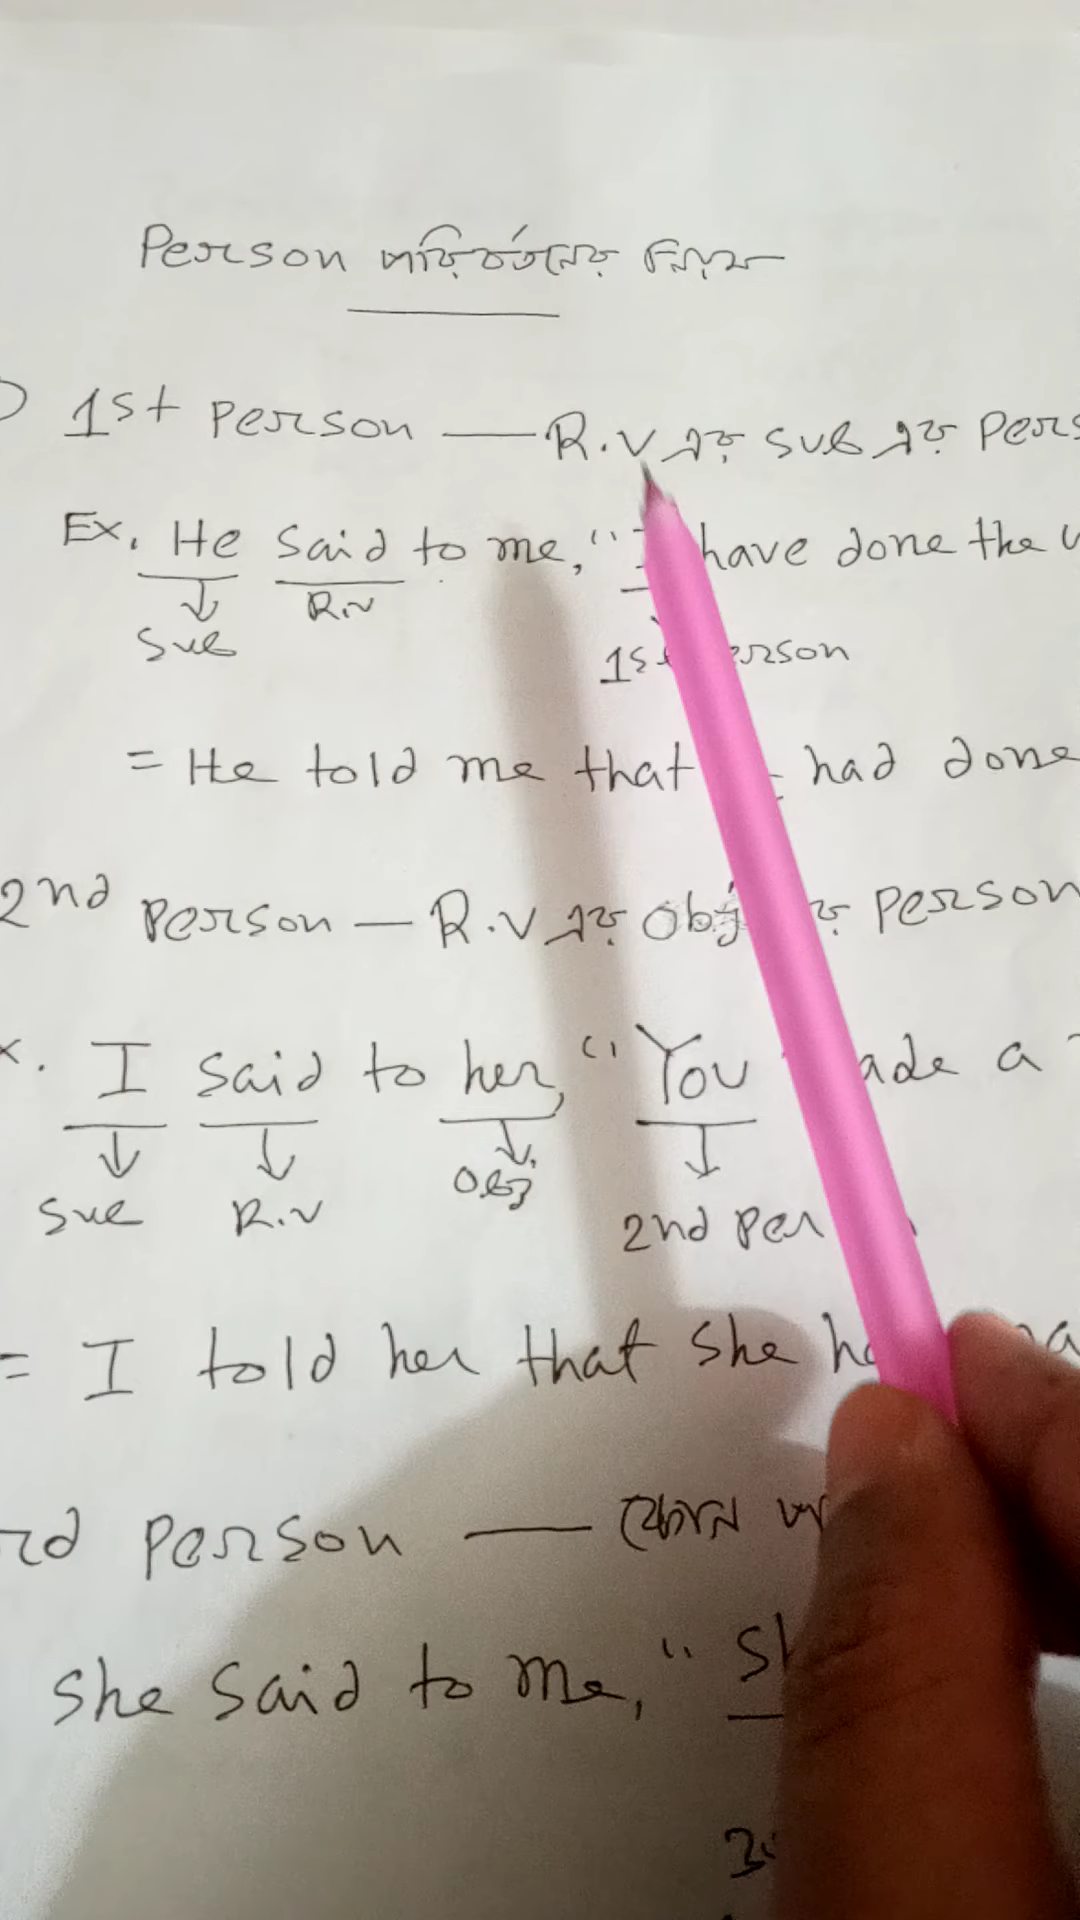 Person পরিবর্তনের নিয়ম
1st person — R.V এর sub এর pers
Ex. He said to me, " have done the
Sub R.V
1st person
= He told me that had done
2nd person — R.V এর obj এর person
I said to her, "You made a
Sub R.V Obj 2nd per
= I told her that she
rd person — কোন
she said to me, "